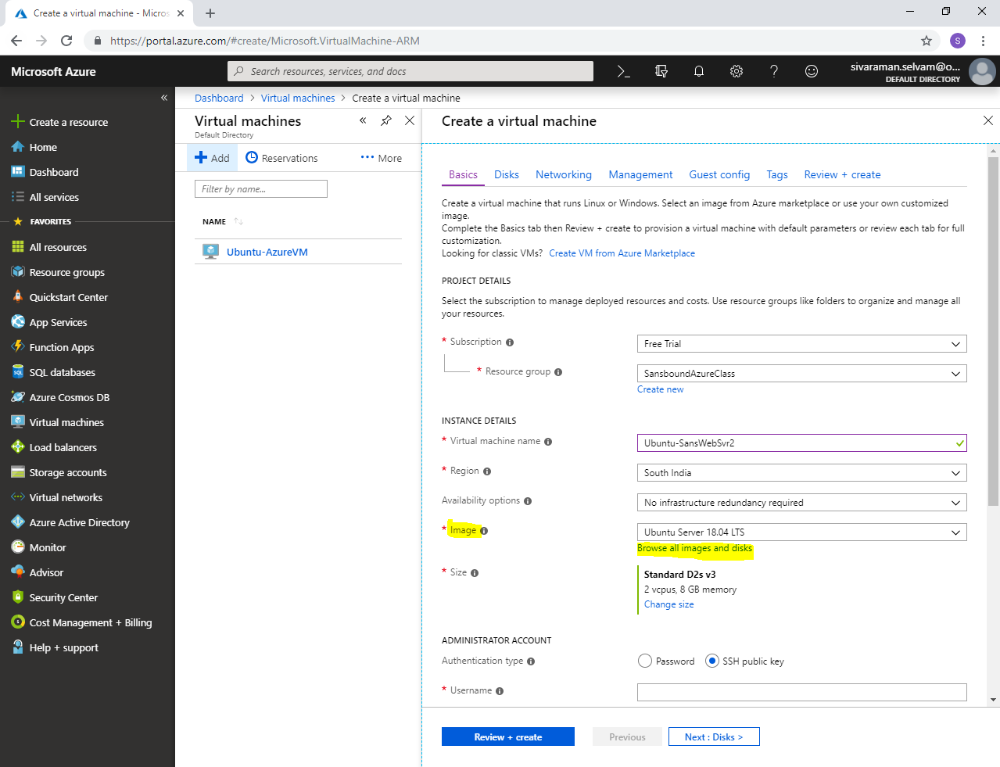 Create a virtual machine - Micros
https://portal.azure.com/#create/Microsoft.VirtualMachine-ARM
S
Microsoft Azure
Search resources, services, and docs
sivaraman.selvam@o...
DEFAULT DIRECTORY
Create a resource
Home
Dashboard
All services
FAVORITES
All resources
Resource groups
Quickstart Center
App Services
Function Apps
SQL databases
Azure Cosmos DB
Virtual machines
Load balancers
Storage accounts
Virtual networks
Azure Active Directory
Monitor
Advisor
Security Center
Cost Management + Billing
Help + support
Dashboard > Virtual machines > Create a virtual machine
Virtual machines
Default Directory
Add
Reservations
More
Filter by name...
NAME
Ubuntu-AzureVM
Create a virtual machine
Basics Disks Networking Management Guest config Tags Review + create
Create a virtual machine that runs Linux or Windows. Select an image from Azure marketplace or use your own customized
image.
Complete the Basics tab then Review + create to provision a virtual machine with default parameters or review each tab for full
customization.
Looking for classic VMs? Create VM from Azure Marketplace
PROJECT DETAILS
Select the subscription to manage deployed resources and costs. Use resource groups like folders to organize and manage all
your resources.
* Subscription
Free Trial
* Resource group
SansboundAzureClass
Create new
INSTANCE DETAILS
* Virtual machine name
Ubuntu-SansWebSvr2
* Region
South India
Availability options
No infrastructure redundancy required
* Image
Ubuntu Server 18.04 LTS
Browse all images and disks
* Size
Standard D2s v3
2 vcpus, 8 GB memory
Change size
ADMINISTRATOR ACCOUNT
Authentication type
Password SSH public key
* Username
Review + create
Previous
Next : Disks >